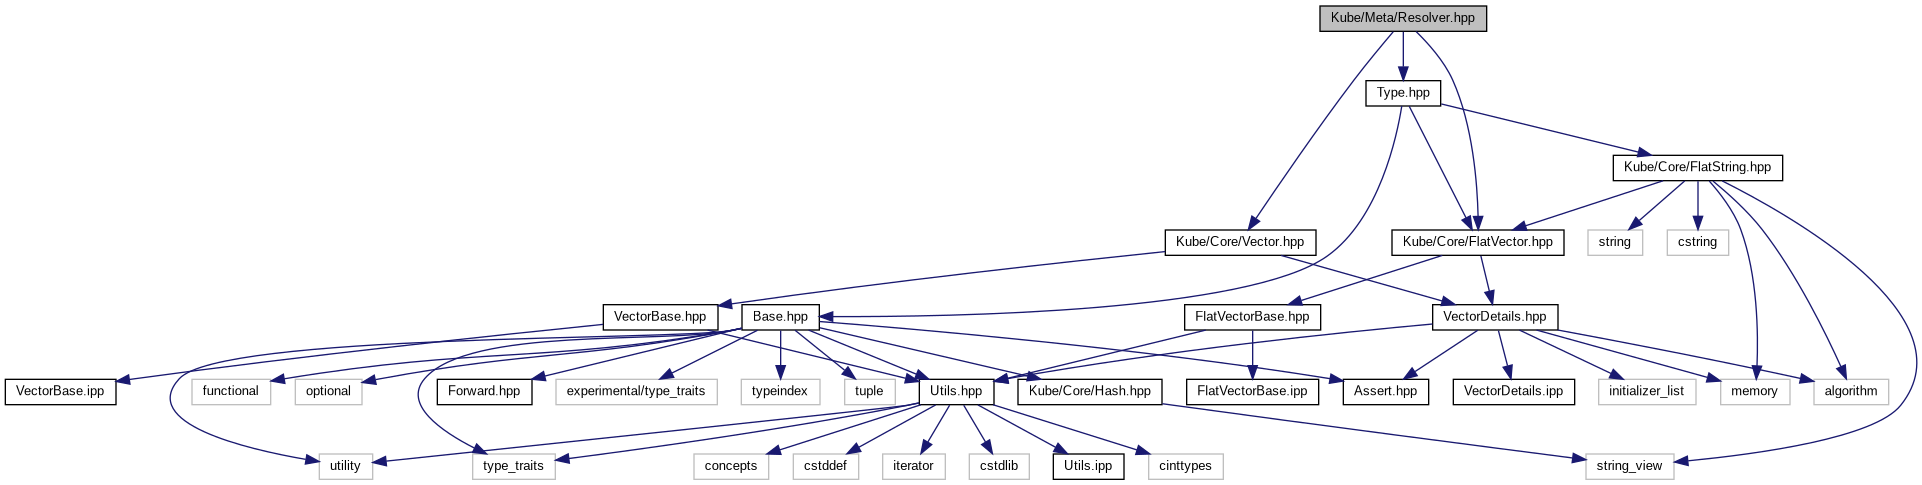 Kube/Meta/Resolver.hpp
Type.hpp
Kube/Core/FlatString.hpp
Kube/Core/Vector.hpp
Kube/Core/FlatVector.hpp
string
cstring
VectorBase.hpp
Base.hpp
FlatVectorBase.hpp
VectorDetails.hpp
VectorBase.ipp
functional
optional
Forward.hpp
experimental/type_traits
typeindex
tuple
Utils.hpp
Kube/Core/Hash.hpp
FlatVectorBase.ipp
Assert.hpp
VectorDetails.ipp
initializer_list
memory
algorithm
utility
type_traits
concepts
cstddef
iterator
cstdlib
Utils.ipp
cinttypes
string_view